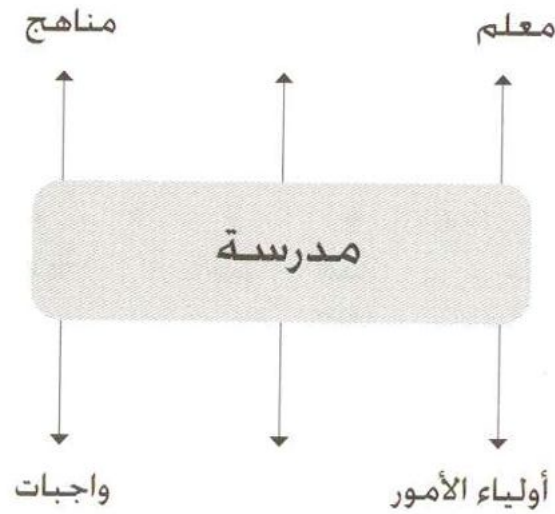 معلم
مناهج
مدرسة
أولياء الأمور
واجبات